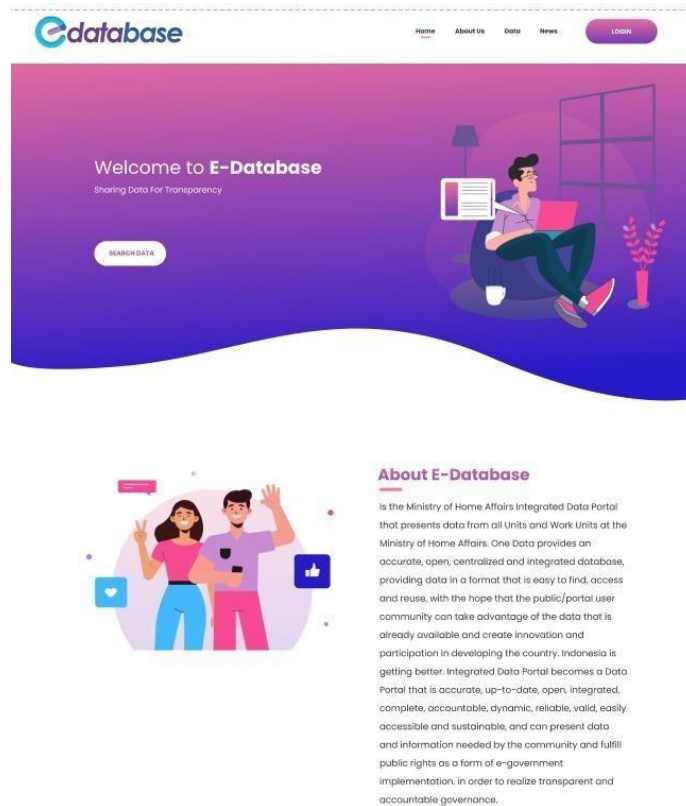 edatabase
Home About Us Data News LOGIN
Welcome to E-Database
Sharing Data For Transparency
SEARCH DATA
About E-Database
Is the Ministry of Home Affairs Integrated Data Portal
that presents data from all Units and Work Units at the
Ministry of Home Affairs. One Data provides an
accurate, open, centralized and integrated database,
providing data in a format that is easy to find, access
and reuse, with the hope that the public/portal user
community can take advantage of the data that is
already available and create innovation and
participation in developing the country. Indonesia is
getting better. Integrated Data Portal becomes a Data
Portal that is accurate, up-to-date, open, integrated,
complete, accountable, dynamic, reliable, valid, easily
accessible and sustainable, and can present data
and information needed by the community and fulfill
public rights as a form of e-government
implementation. in order to realize transparent and
accountable governance.